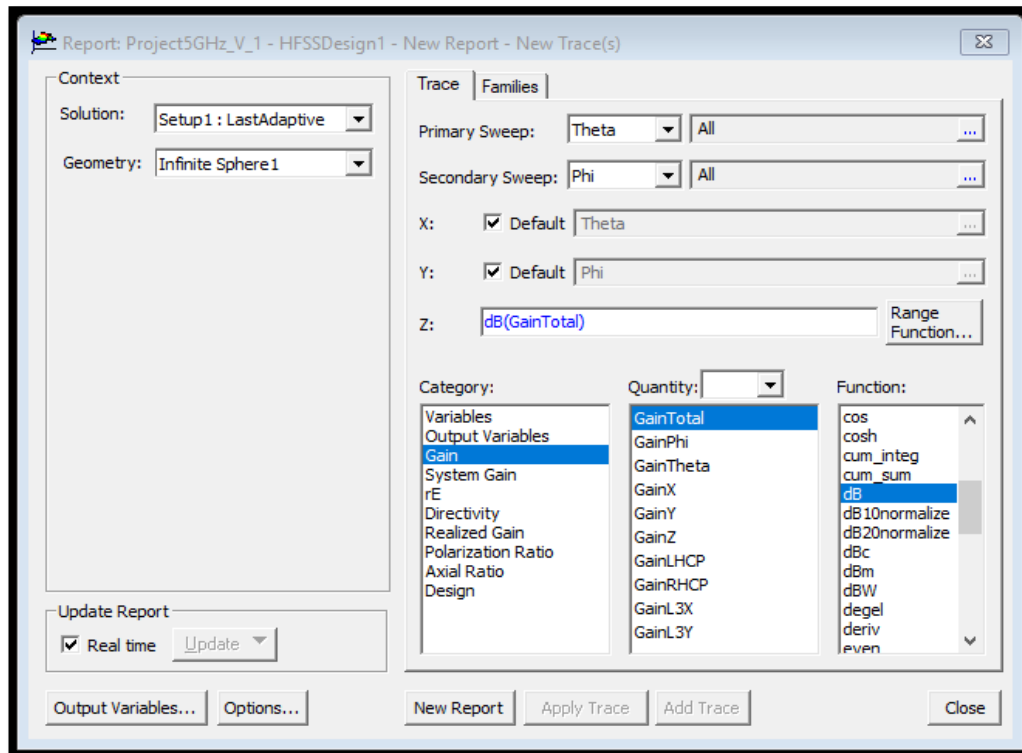 Report: Project5GHz_V_1 - HFSSDesign1 - New Report - New Trace(s)
Context
Solution: Setup1 : LastAdaptive
Geometry: Infinite Sphere1
Update Report
Real time Update
Output Variables... Options...
Trace Families
Primary Sweep: Theta All ...
Secondary Sweep: Phi All ...
X: Default Theta ...
Y: Default Phi ...
Z: dB(GainTotal) Range Function...
Category:
Variables
Output Variables
Gain
System Gain
rE
Directivity
Realized Gain
Polarization Ratio
Axial Ratio
Design
Quantity:
GainTotal
GainPhi
GainTheta
GainX
GainY
GainZ
GainLHCP
GainRHCP
GainL3X
GainL3Y
Function:
cos
cosh
cum_integ
cum_sum
dB
dB10normalize
dB20normalize
dBc
dBm
dBW
degel
deriv
even
New Report Apply Trace Add Trace Close